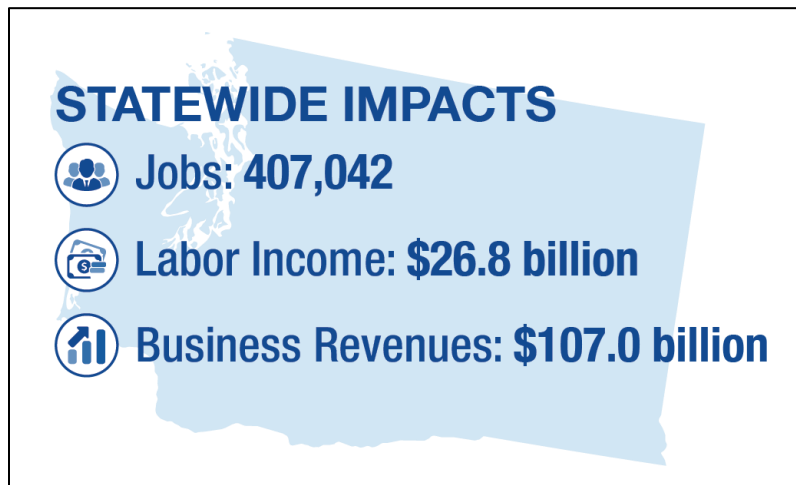 STATEWIDE IMPACTS
Jobs: 407,042
$
Labor Income: $26.8 billion
Business Revenues: $107.0 billion